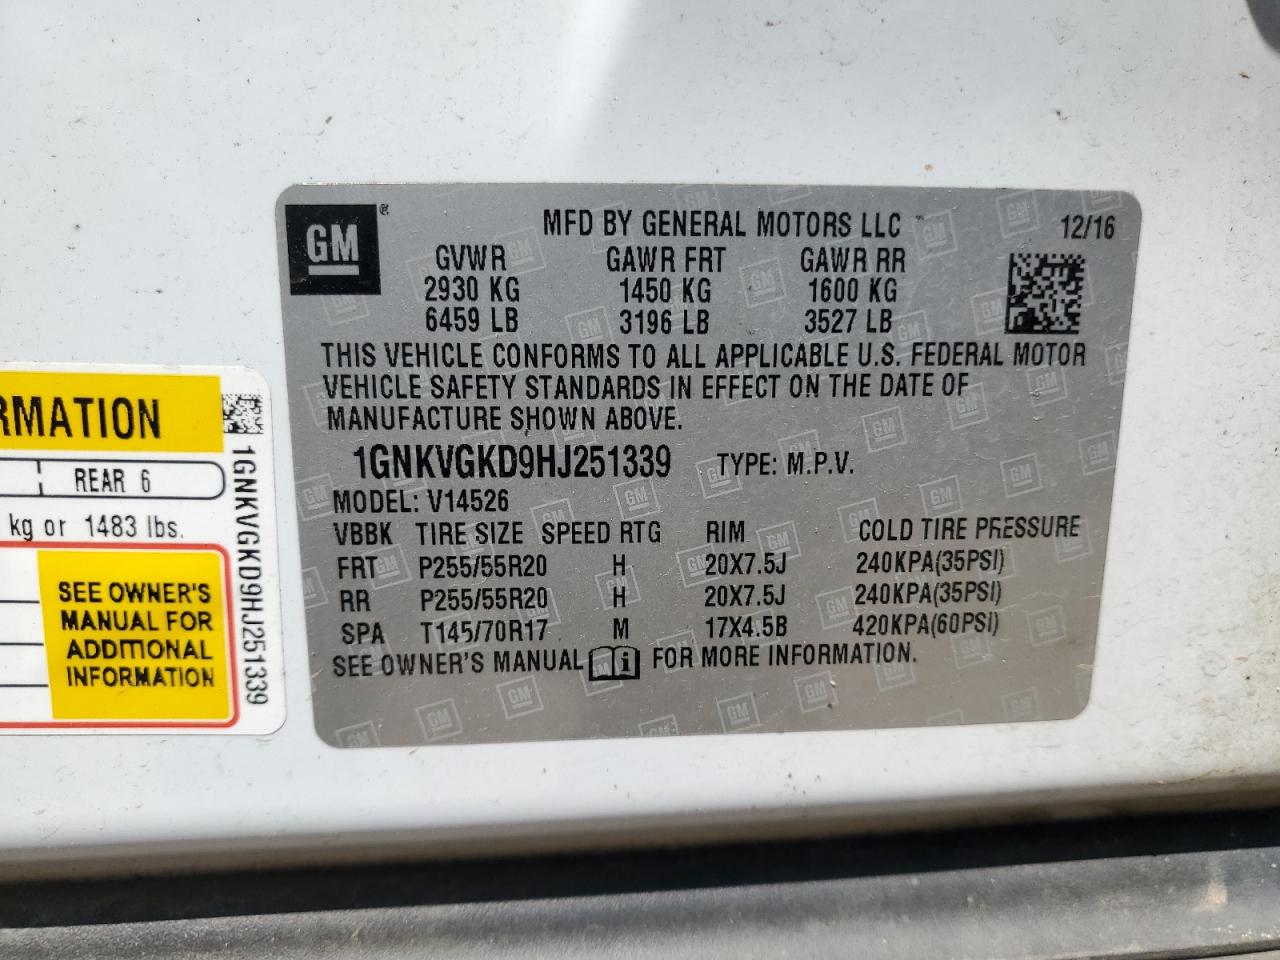 GM
®
MFD BY GENERAL MOTORS LLC
12/16
GVWR GAWR FRT GAWR RR
2930 KG 1450 KG 1600 KG
6459 LB 3196 LB 3527 LB
THIS VEHICLE CONFORMS TO ALL APPLICABLE U.S. FEDERAL MOTOR
VEHICLE SAFETY STANDARDS IN EFFECT ON THE DATE OF
MANUFACTURE SHOWN ABOVE.
1GNKVGKD9HJ251339 TYPE: M.P.V.
MODEL: V14526
VBBK TIRE SIZE SPEED RTG RIM COLD TIRE PRESSURE
FRT P255/55R20 H 20X7.5J 240KPA(35PSI)
RR P255/55R20 H 20X7.5J 240KPA(35PSI)
SPA T145/70R17 M 17X4.5B 420KPA(60PSI)
SEE OWNER'S MANUAL FOR MORE INFORMATION.
RMATION
REAR 6
kg or 1483 lbs.
SEE OWNER'S
MANUAL FOR
ADDITIONAL
INFORMATION
1GNKVGKD9HJ251339